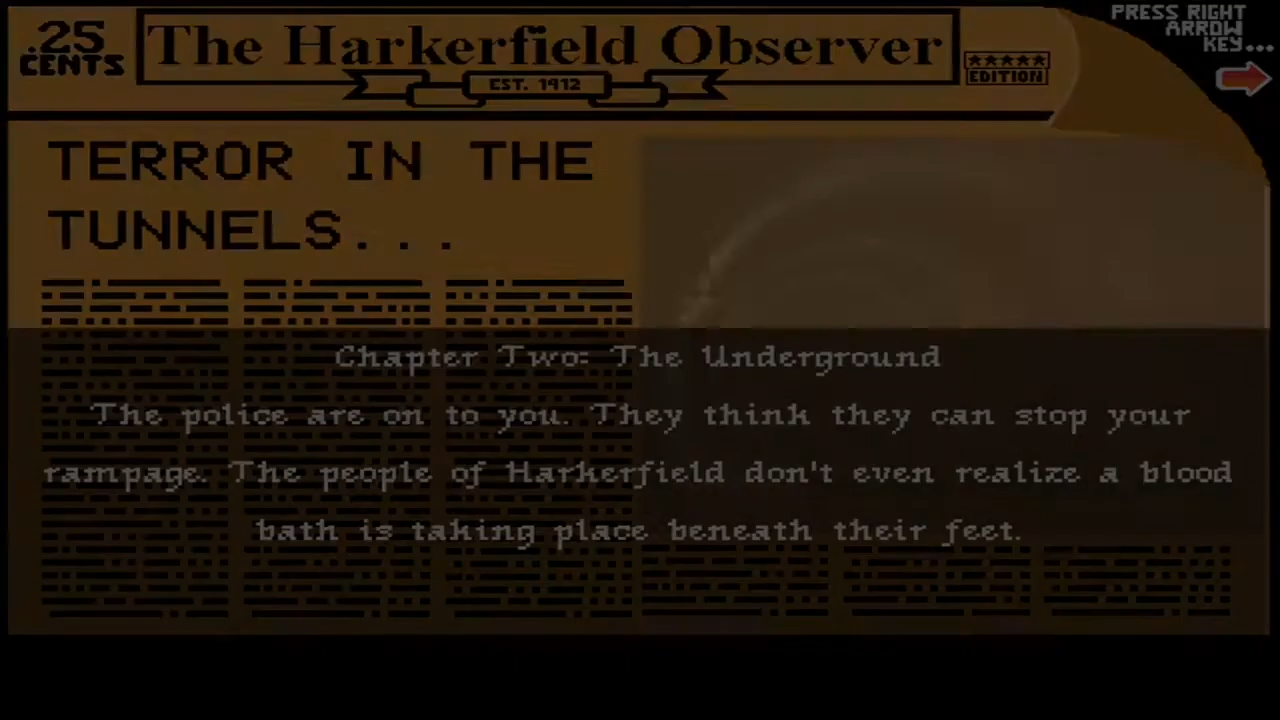 .25
CENTS
The Harkerfield Observer
EST. 1912
EDITION
PRESS RIGHT
ARROW
KEY...
TERROR IN THE
TUNNELS...
Chapter Two: The Underground
The police are on to you. They think they can stop your
rampage. The people of Harkerfield don't even realize a blood
bath is taking place beneath their feet.